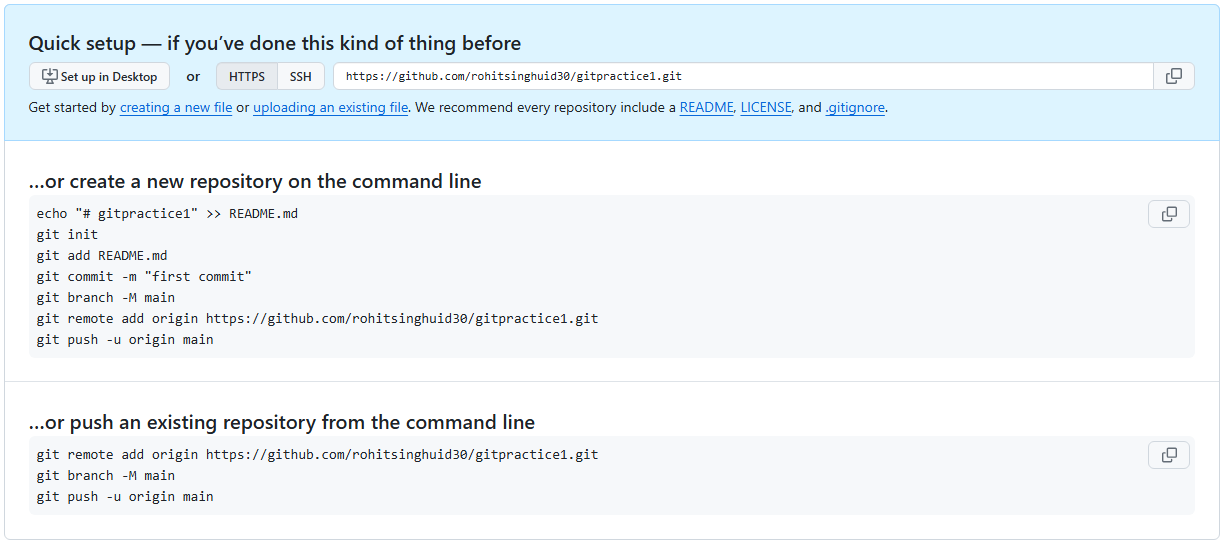 Quick setup — if you’ve done this kind of thing before
Set up in Desktop or HTTPS SSH https://github.com/rohitsinghuid30/gitpractice1.git
Get started by creating a new file or uploading an existing file. We recommend every repository include a README, LICENSE, and .gitignore.
…or create a new repository on the command line
echo "# gitpractice1" >> README.md
git init
git add README.md
git commit -m "first commit"
git branch -M main
git remote add origin https://github.com/rohitsinghuid30/gitpractice1.git
git push -u origin main
…or push an existing repository from the command line
git remote add origin https://github.com/rohitsinghuid30/gitpractice1.git
git branch -M main
git push -u origin main